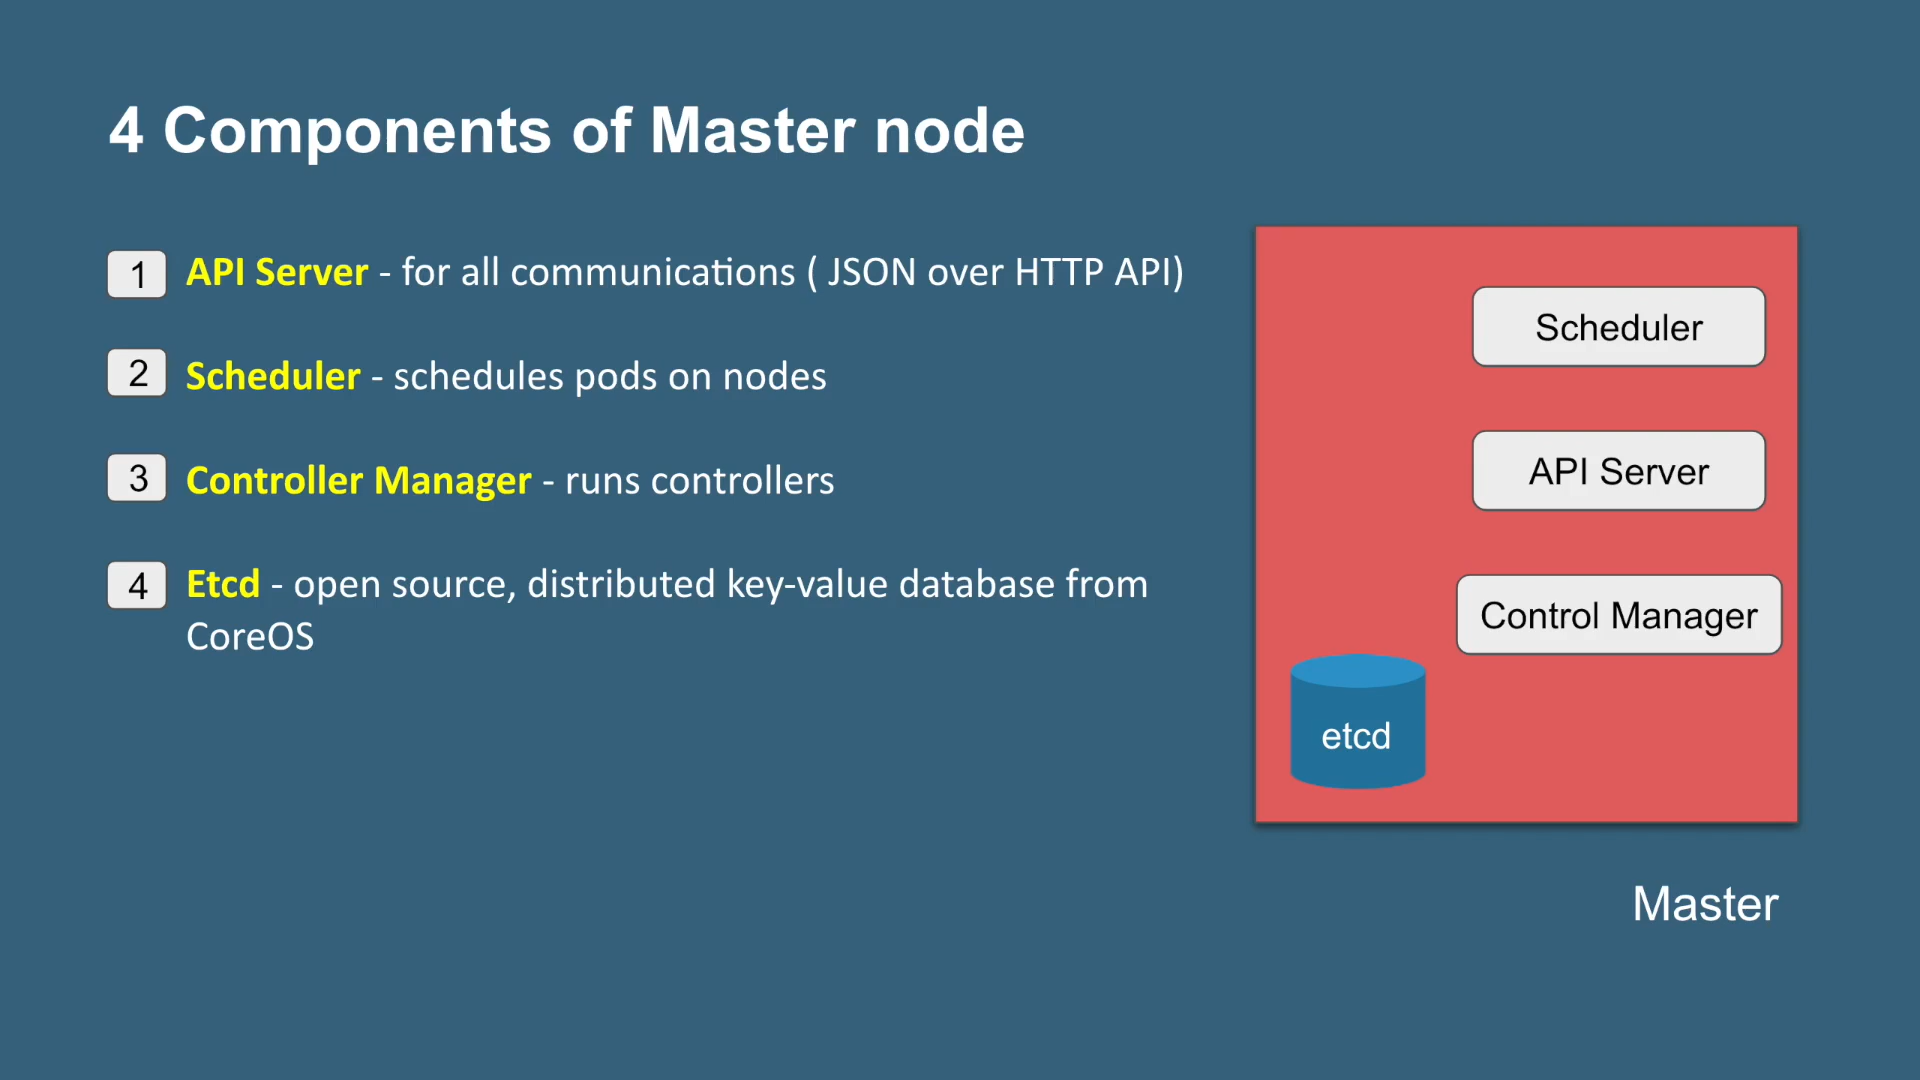 4 Components of Master node
1 API Server - for all communications ( JSON over HTTP API)
2 Scheduler - schedules pods on nodes
3 Controller Manager - runs controllers
4 Etcd - open source, distributed key-value database from
CoreOS
Scheduler
API Server
Control Manager
etcd
Master